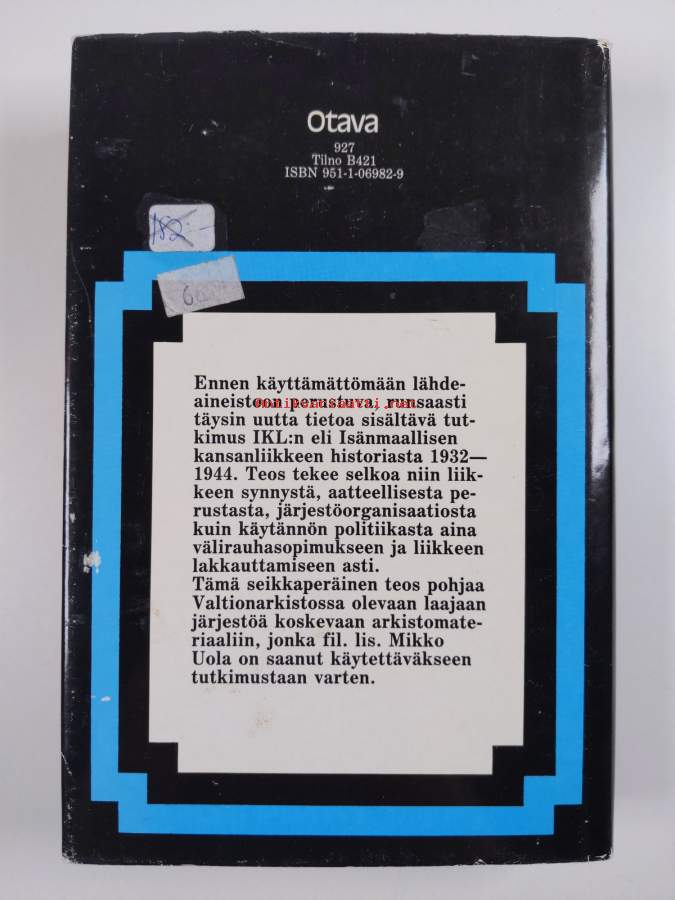 Otava
927
Tilno B421
ISBN 951-1-06982-9
182:-
Ennen käyttämättömään lähde-
aineistoon perustuva, runsaasti
täysin uutta tietoa sisältävä tut-
kimus IKL:n eli Isänmaallisen
kansanliikkeen historiasta 1932—
1944. Teos tekee selkoa niin liik-
keen synnystä, aatteellisesta pe-
rustasta, järjestöorganisaatiosta
kuin käytännön politiikasta aina
välirauhasopimukseen ja liikkeen
lakkauttamiseen asti.
Tämä seikkaperäinen teos pohjaa
Valtionarkistossa olevaan laajaan
järjestöä koskevaan arkistomate-
riaaliin, jonka fil. lis. Mikko
Uola on saanut käytettäväkseen
tutkimustaan varten.